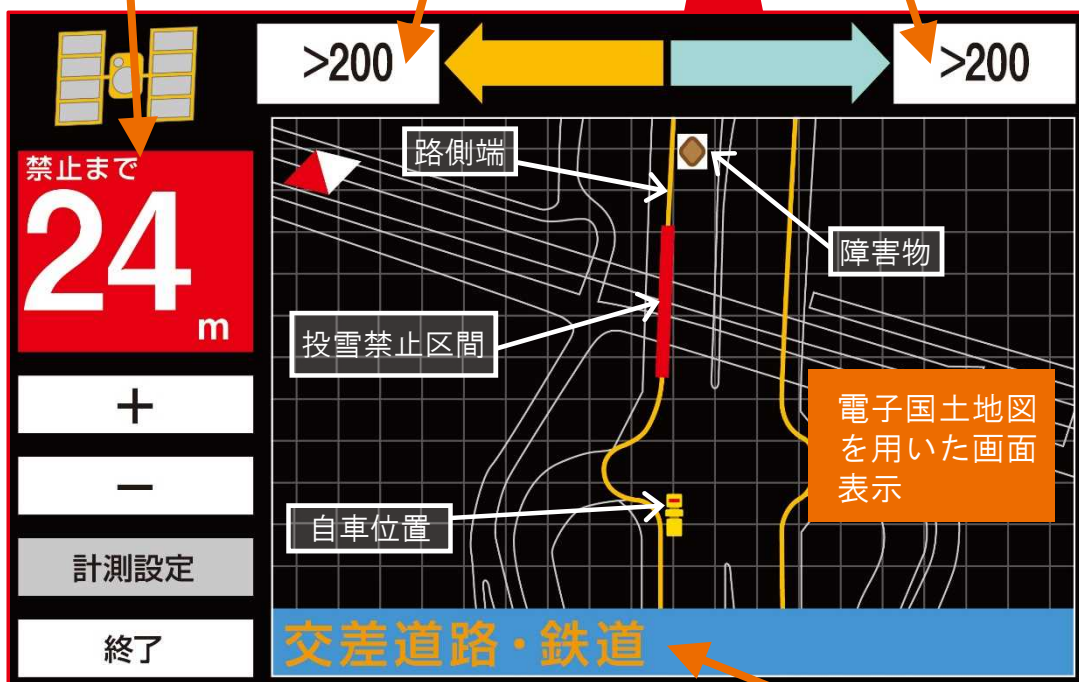 >200
>200
禁止まで
24
m
路側端
障害物
投雪禁止区間
電子国土地図
を用いた画面
表示
自車位置
+
−
計測設定
終了
交差道路・鉄道